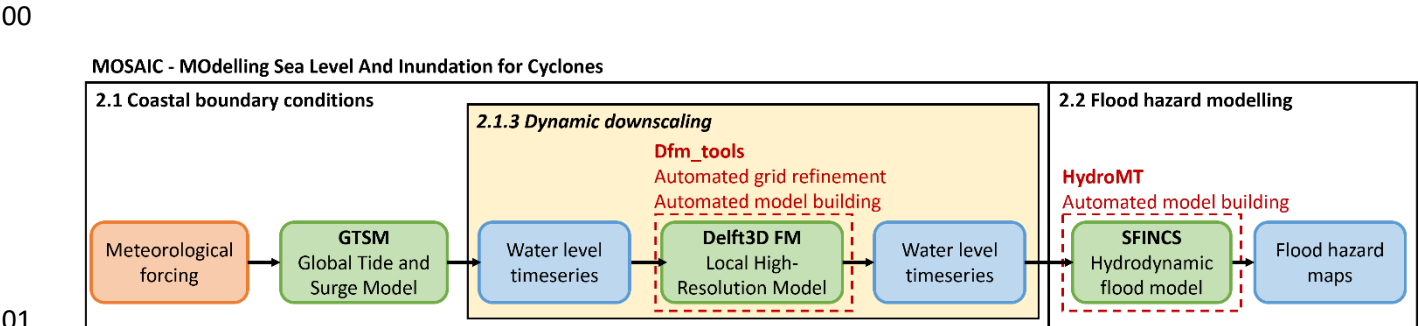 00
MOSAIC - MOdelling Sea Level And Inundation for Cyclones
2.1 Coastal boundary conditions
2.1.3 Dynamic downscaling
Dfm_tools
Automated grid refinement
Automated model building
2.2 Flood hazard modelling
HydroMT
Automated model building
Meteorological
forcing
GTSM
Global Tide and
Surge Model
Water level
timeseries
Delft3D FM
Local High-
Resolution Model
Water level
timeseries
SFINCS
Hydrodynamic
flood model
Flood hazard
maps
01